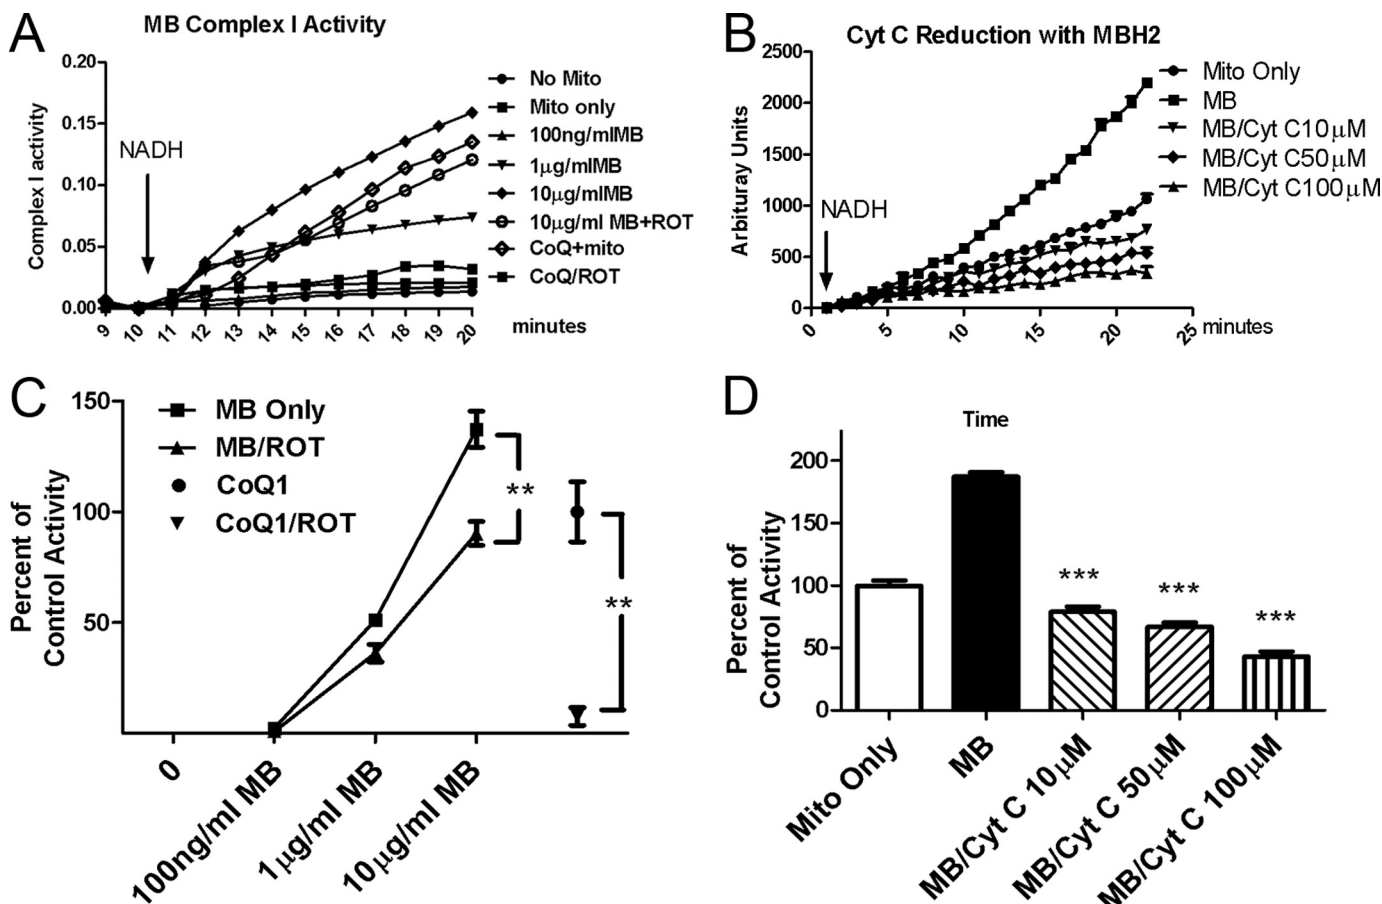 A
MB Complex I Activity
Complex I activity
0.20
0.15
0.10
0.05
0.00
NADH
9
10
11
12
13
14
15
16
17
18
19
20
minutes
No Mito
Mito only
100ng/mlMB
1μg/mlMB
10μg/mlMB
10μg/ml MB+ROT
CoQ+mito
CoQ/ROT
B
Cyt C Reduction with MBH2
Arbituray Units
2500
2000
1500
1000
500
0
NADH
0
5
10
15
20
25
minutes
Mito Only
MB
MB/Cyt C10μM
MB/Cyt C50μM
MB/Cyt C100μM
C
Percent of
Control Activity
150
100
50
MB Only
MB/ROT
CoQ1
CoQ1/ROT
**
**
0
100ng/ml MB
1μg/ml MB
10μg/ml MB
D
Time
Percent of
Control Activity
200
150
100
50
0
***
***
***
Mito Only
MB
MB/Cyt C 10μM
MB/Cyt C 50μM
MB/Cyt C 100μM